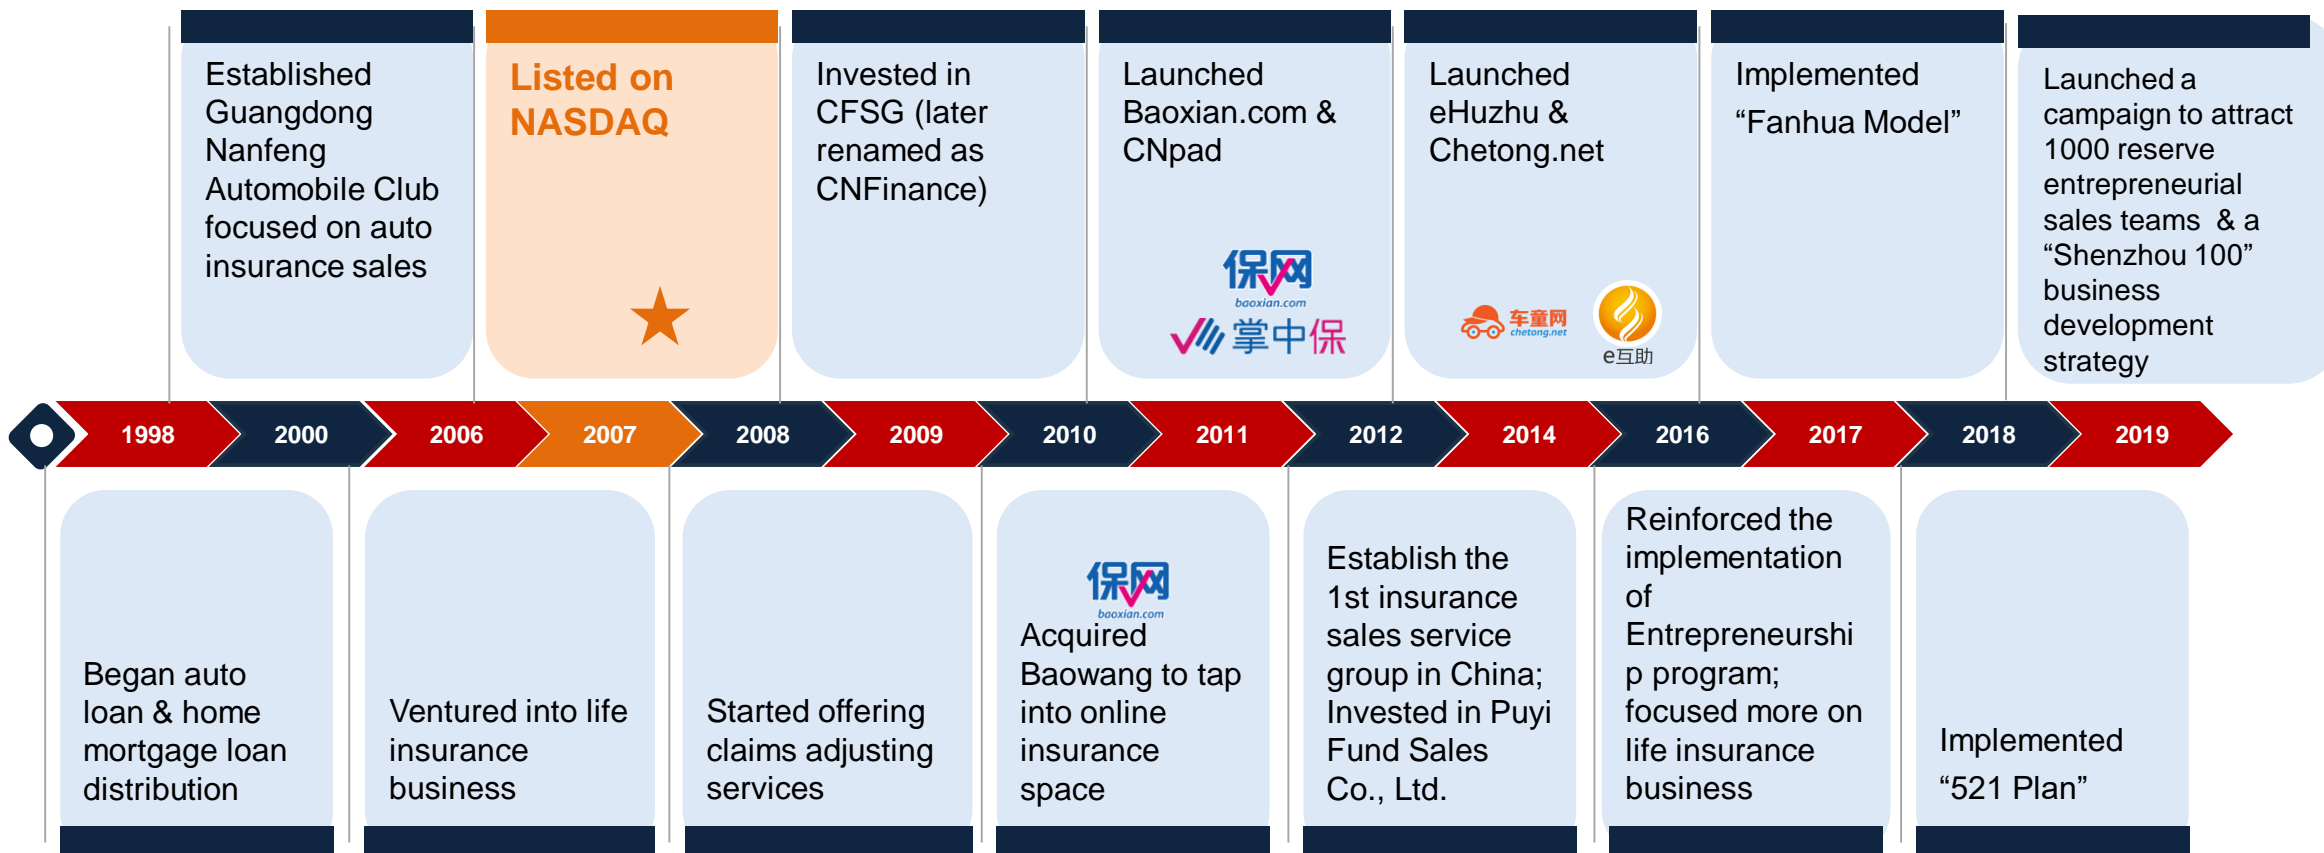 Established
Guangdong
Nanfeng
Automobile Club
focused on auto
insurance sales
Listed on
NASDAQ
Invested in
CFSG (later
renamed as
CNFinance)
Launched
Baoxian.com &
CNpad
保网
baoxian.com
掌中保
Launched
eHuzhu &
Chetong.net
车童网
chetong.net
e互助
Implemented
“Fanhua Model”
Launched a
campaign to attract
1000 reserve
entrepreneurial
sales teams & a
“Shenzhou 100”
business
development
strategy
1998
2000
2006
2007
2008
2009
2010
2011
2012
2014
2016
2017
2018
2019
Began auto
loan & home
mortgage loan
distribution
Ventured into life
insurance
business
Started offering
claims adjusting
services
保网
baoxian.com
Acquired
Baowang to tap
into online
insurance
space
Establish the
1st insurance
sales service
group in China;
Invested in Puyi
Fund Sales
Co., Ltd.
Reinforced the
implementation
of
Entrepreneurshi
p program;
focused more on
life insurance
business
Implemented
“521 Plan”